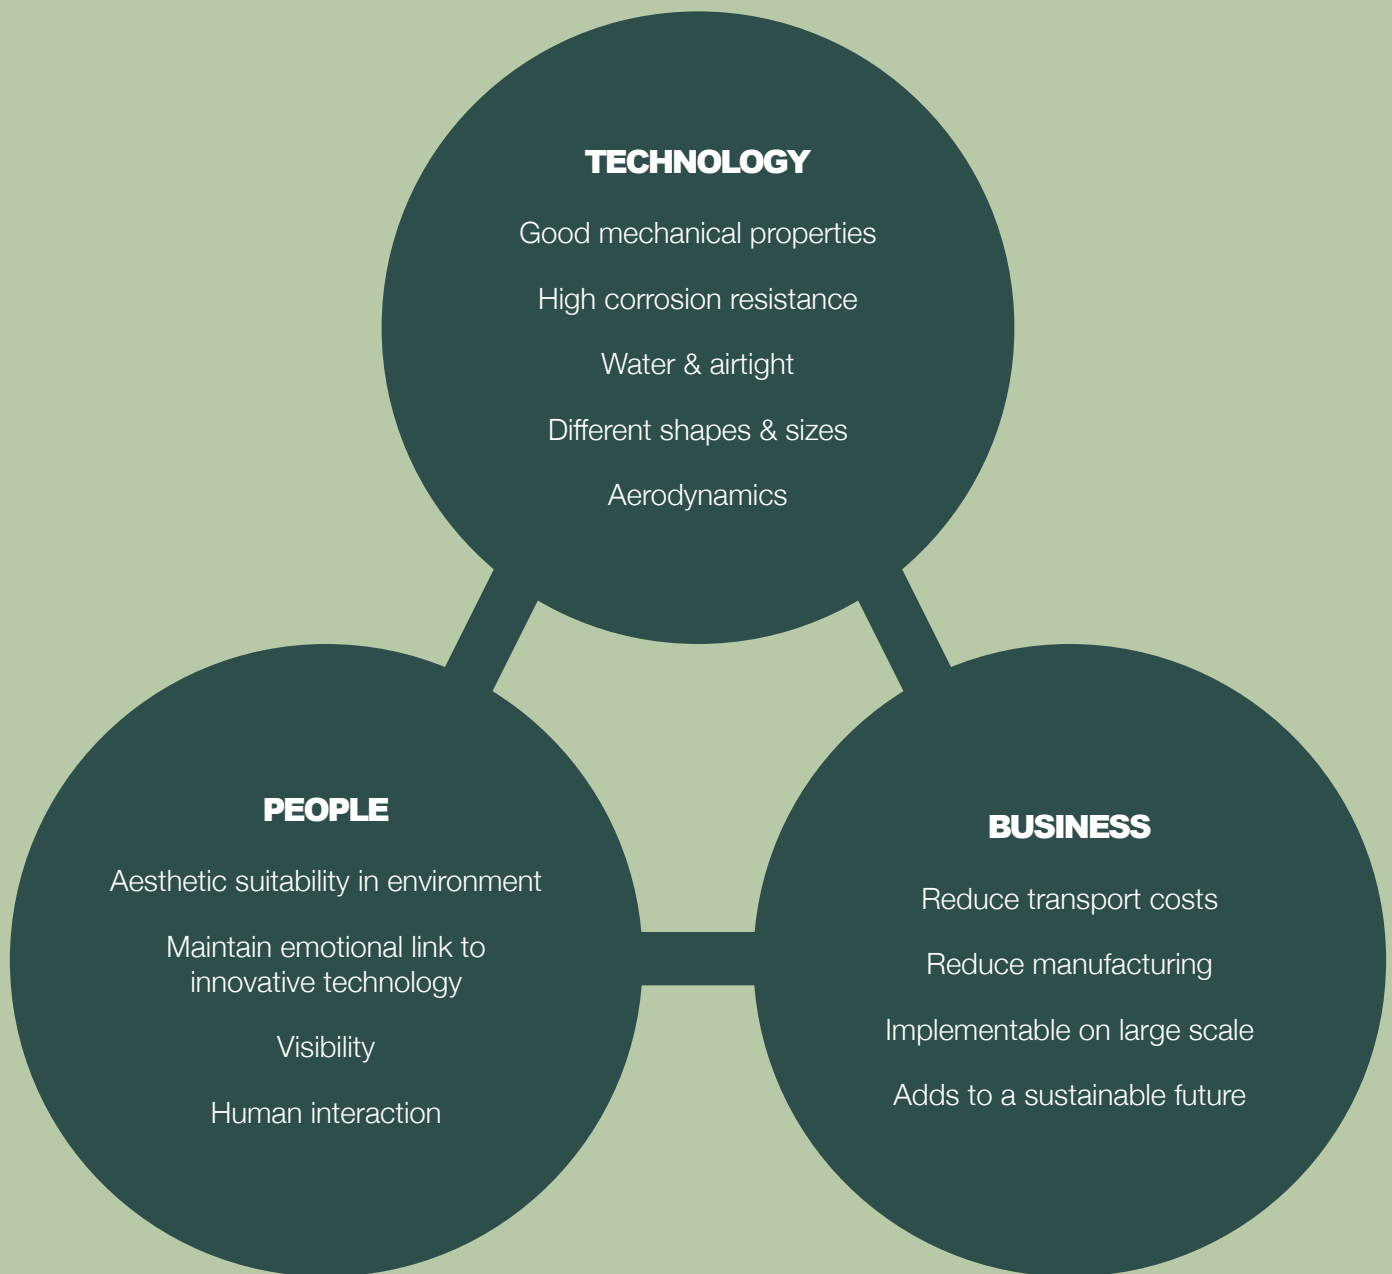 TECHNOLOGY
Good mechanical properties
High corrosion resistance
Water & airtight
Different shapes & sizes
Aerodynamics
PEOPLE
Aesthetic suitability in environment
Maintain emotional link to
innovative technology
Visibility
Human interaction
BUSINESS
Reduce transport costs
Reduce manufacturing
Implementable on large scale
Adds to a sustainable future